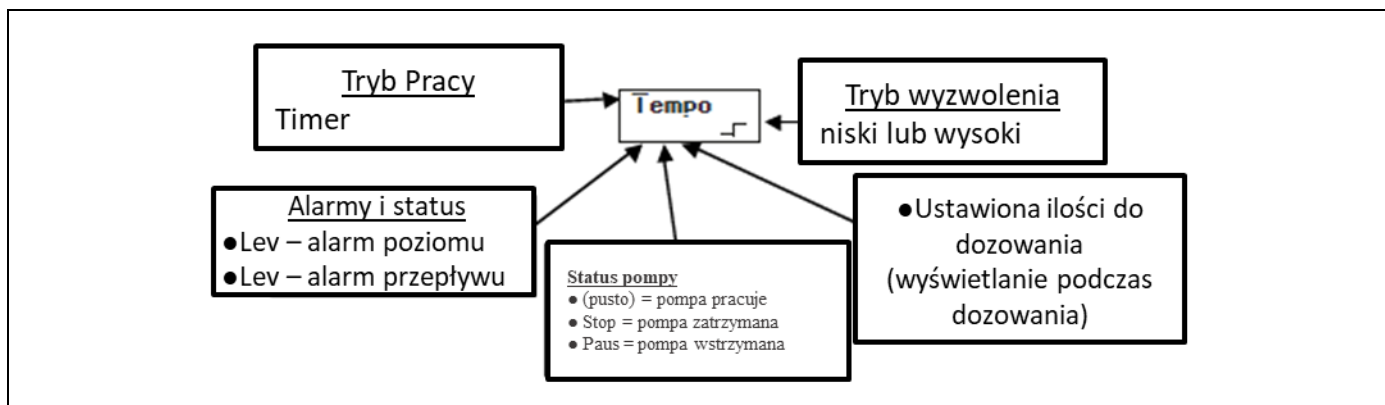 Tryb Pracy
Timer
Tempo
Tryb wyzwolenia
niski lub wysoki
Alarmy i status
●Lev – alarm poziomu
●Lev – alarm przepływu
Status pompy
● (pusto) = pompa pracuje
● Stop = pompa zatrzymana
● Paus = pompa wstrzymana
●Ustawiona ilości do
dozowania
(wyświetlanie podczas
dozowania)